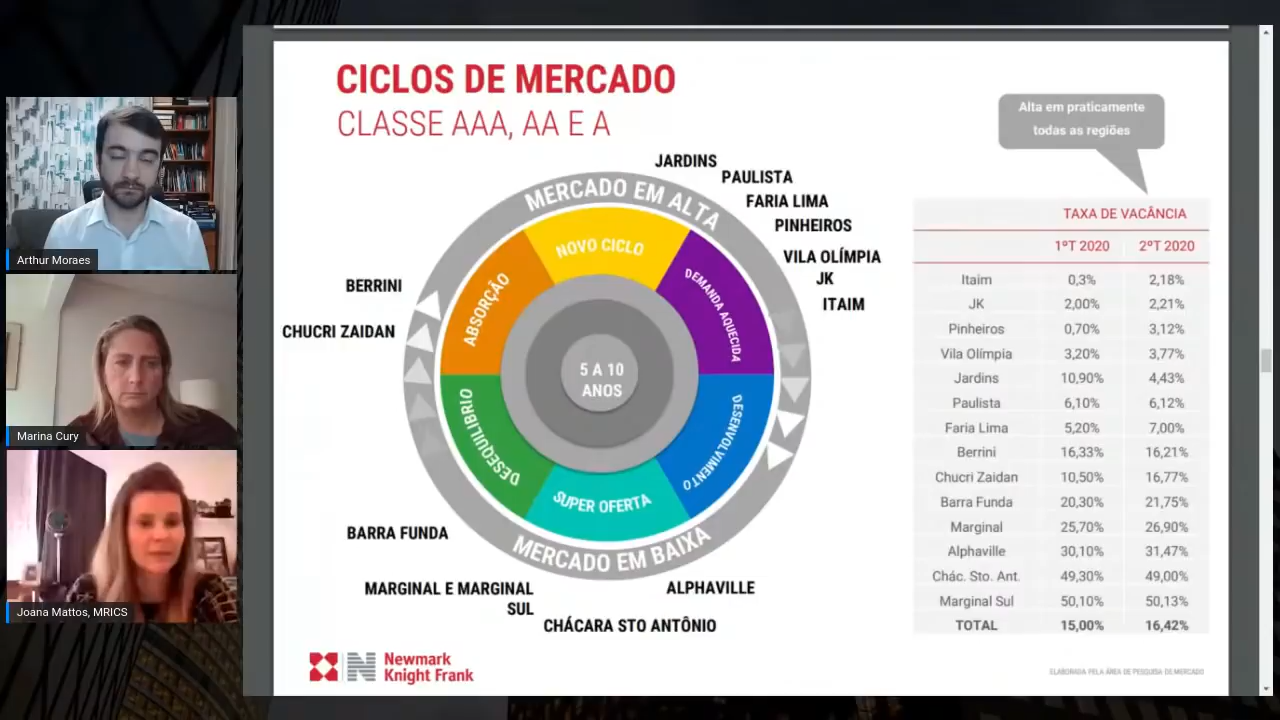 Arthur Moraes
Marina Cury
Joana Mattos, MRICS
CICLOS DE MERCADO
CLASSE AAA, AA E A
MERCADO EM ALTA
NOVO CICLO
DEMANDA AQUECIDA
DESENVOLVIMENTO
SUPER OFERTA
DESEQUILIBRIO
ABSORÇÃO
MERCADO EM BAIXA
5 A 10
ANOS
JARDINS
PAULISTA
FARIA LIMA
PINHEIROS
VILA OLÍMPIA
JK
ITAIM
BERRINI
CHUCRI ZAIDAN
BARRA FUNDA
MARGINAL E MARGINAL
SUL
CHÁCARA STO ANTÔNIO
ALPHAVILLE
Alta em praticamente
todas as regiões
TAXA DE VACÂNCIA
1ºT 2020 2ºT 2020
Itaim 0,3% 2,18%
JK 2,00% 2,21%
Pinheiros 0,70% 3,12%
Vila Olímpia 3,20% 3,77%
Jardins 10,90% 4,43%
Paulista 6,10% 6,12%
Faria Lima 5,20% 7,00%
Berrini 16,33% 16,21%
Chucri Zaidan 10,50% 16,77%
Barra Funda 20,30% 21,75%
Marginal 25,70% 26,90%
Alphaville 30,10% 31,47%
Chác. Sto. Ant. 49,30% 49,00%
Marginal Sul 50,10% 50,13%
TOTAL 15,00% 16,42%
Newmark
Knight Frank
ELABORADA PELA ÁREA DE PESQUISA DE MERCADO